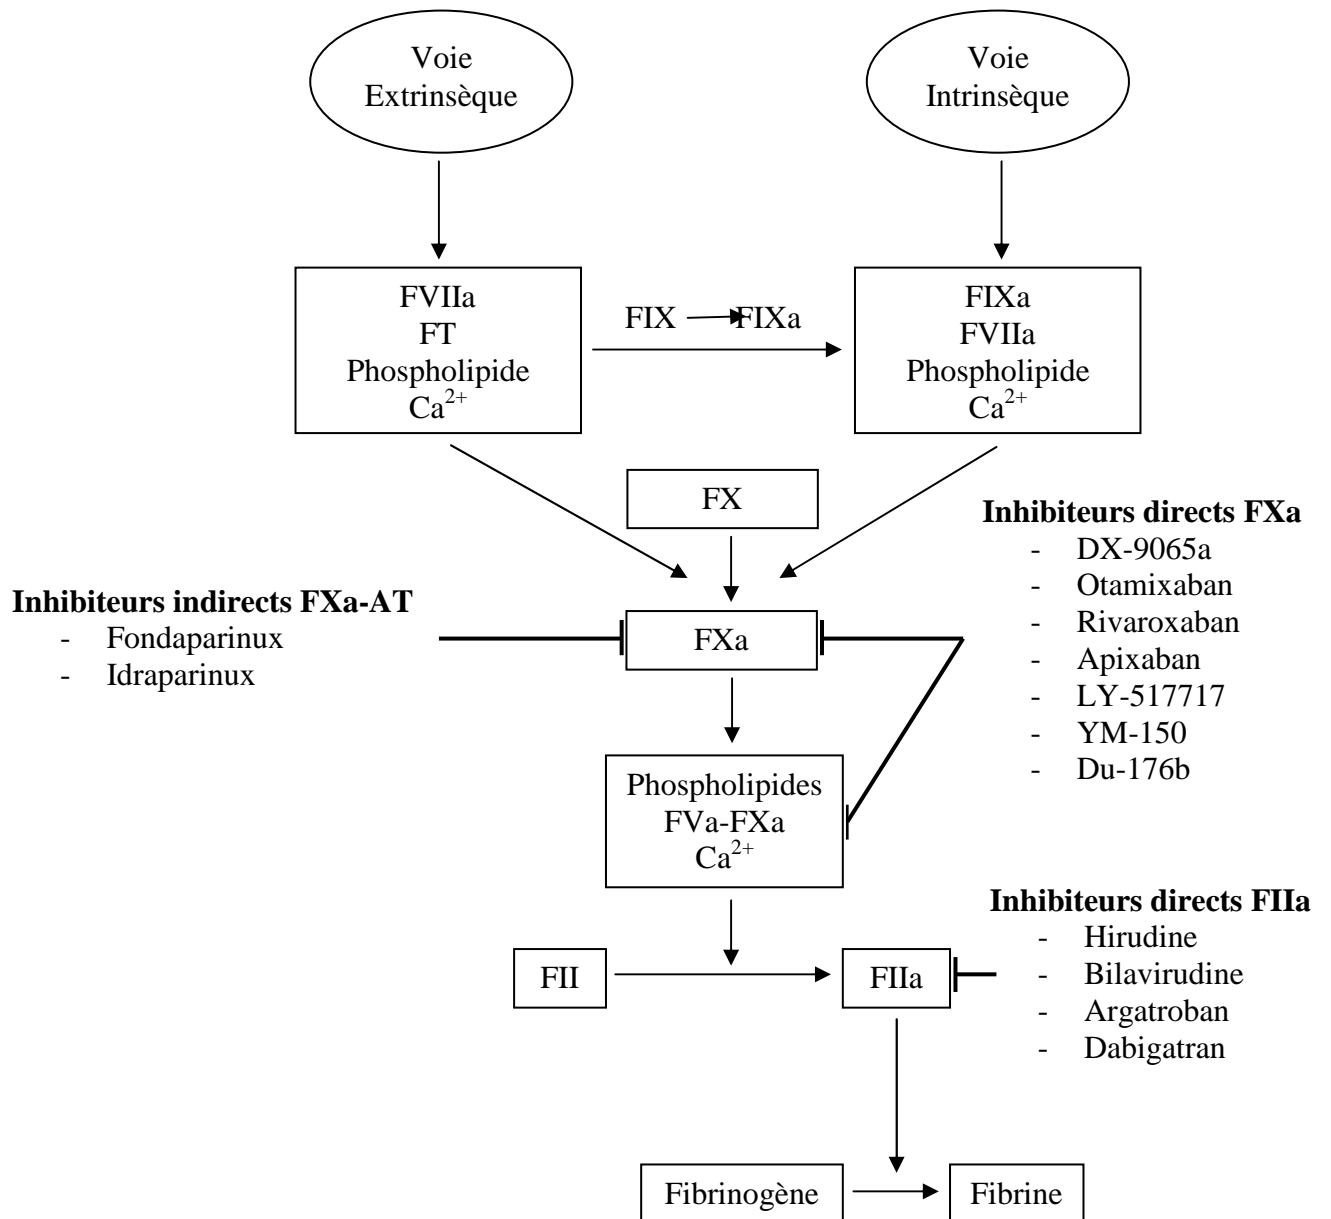 Voie
Extrinsèque
Voie
Intrinsèque
FVIIa
FT
Phospholipide
Ca²⁺
FIX
FIXa
FIXa
FVIIa
Phospholipide
Ca²⁺
FX
Inhibiteurs directs FXa
- DX-9065a
- Otamixaban
- Rivaroxaban
- Apixaban
- LY-517717
- YM-150
- Du-176b
Inhibiteurs indirects FXa-AT
- Fondaparinux
- Idraparinux
FXa
Phospholipides
FVa-FXa
Ca²⁺
Inhibiteurs directs FIIa
- Hirudine
- Bilavirudine
- Argatroban
- Dabigatran
FII
FIIa
Fibrinogène
Fibrine